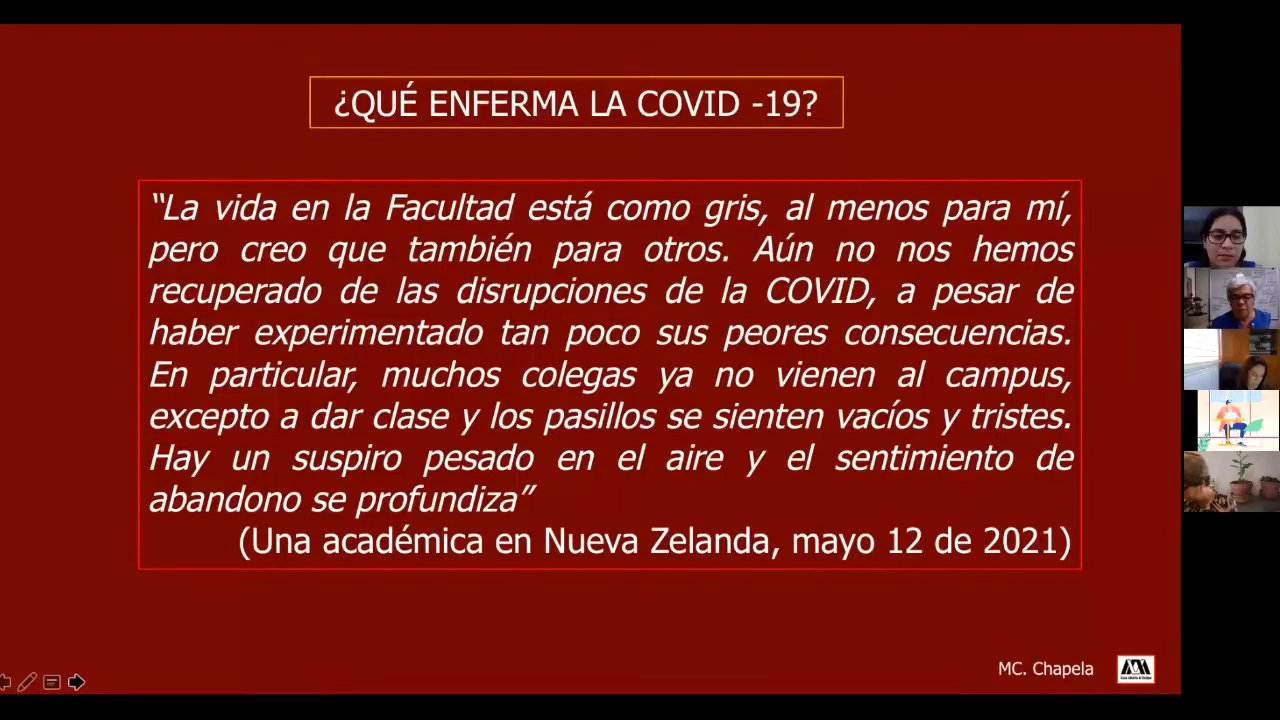 ¿QUÉ ENFERMA LA COVID -19?
“La vida en la Facultad está como gris, al menos para mí,
pero creo que también para otros. Aún no nos hemos
recuperado de las disrupciones de la COVID, a pesar de
haber experimentado tan poco sus peores consecuencias.
En particular, muchos colegas ya no vienen al campus,
excepto a dar clase y los pasillos se sienten vacíos y tristes.
Hay un suspiro pesado en el aire y el sentimiento de
abandono se profundiza”
(Una académica en Nueva Zelanda, mayo 12 de 2021)
MC. Chapela
Casa abierta al tiempo